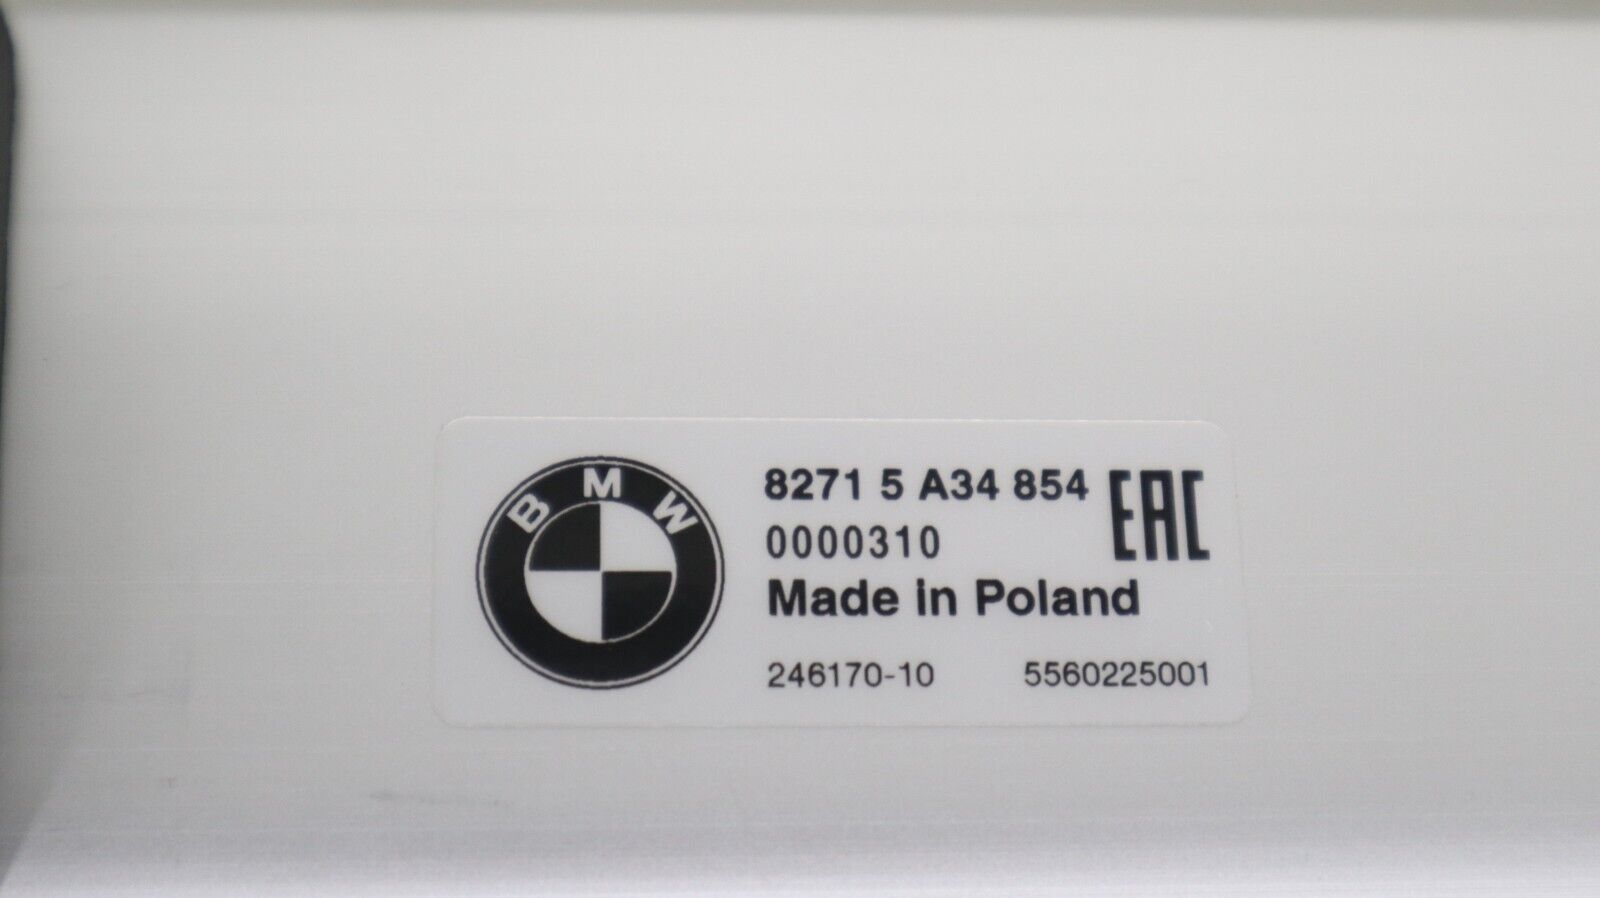 BMW
8271 5 A34 854 EAC
0000310
Made in Poland
246170-10 5560225001